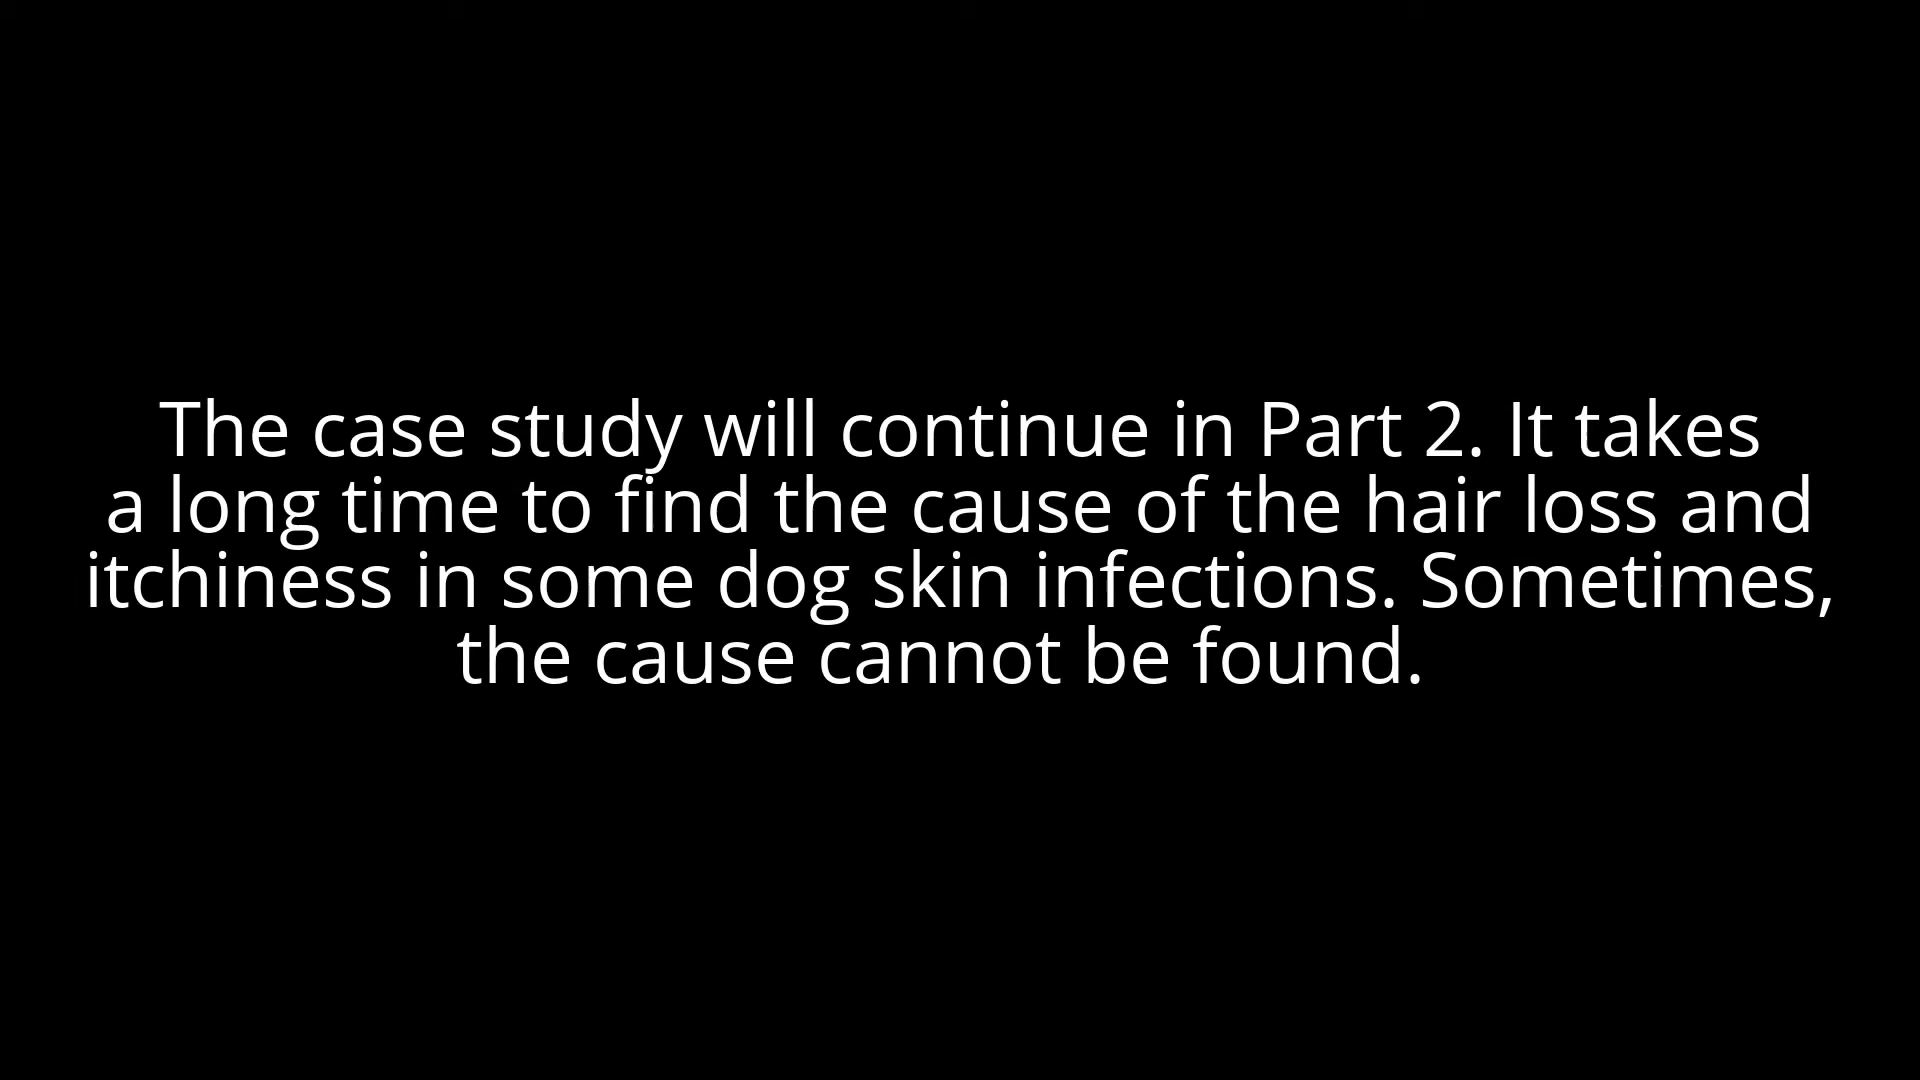 The case study will continue in Part 2. It takes
a long time to find the cause of the hair loss and
itchiness in some dog skin infections. Sometimes,
the cause cannot be found.